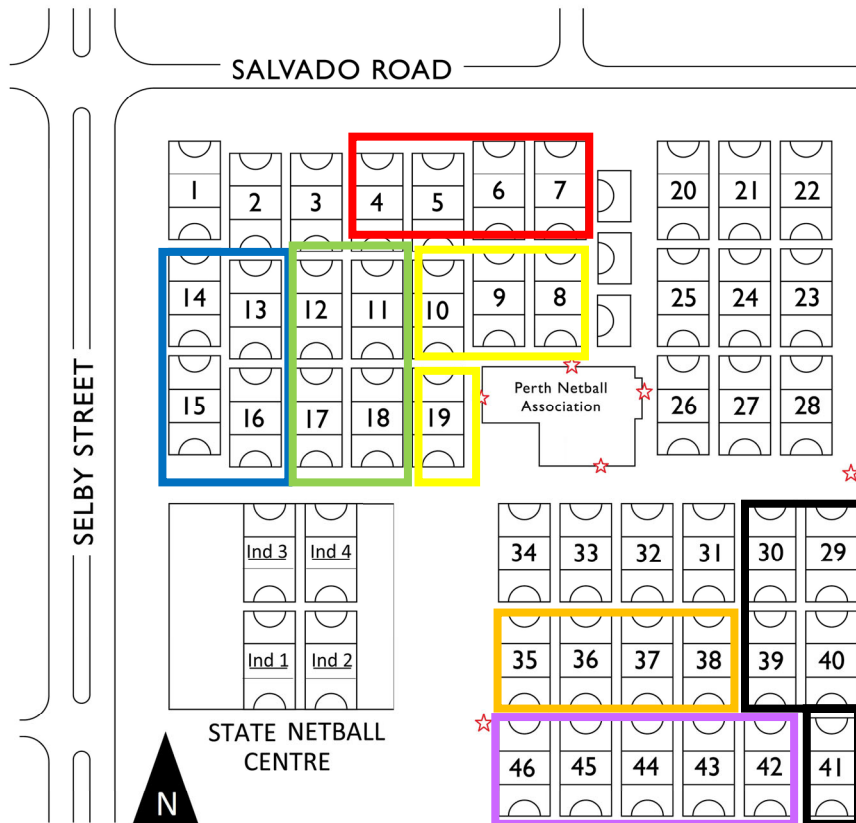 SALVADO ROAD
1 2 3 4 5 6 7 20 21 22
14 13 12 11 10 9 8 25 24 23
15 16 17 18 19 26 27 28
Perth Netball
Association
SELBY STREET
Ind 3 Ind 4 34 33 32 31 30 29
Ind 1 Ind 2 35 36 37 38 39 40
STATE NETBALL
CENTRE
46 45 44 43 42 41
N